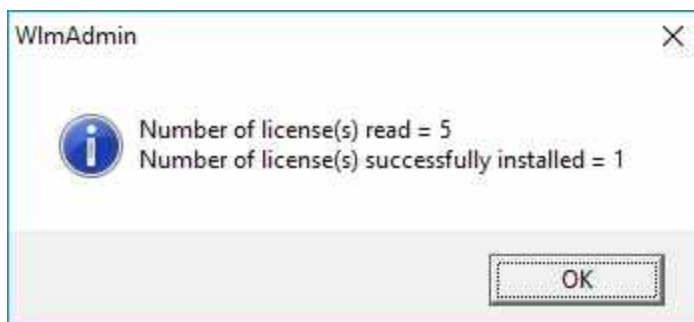 WlmAdmin
Number of license(s) read = 5
Number of license(s) successfully installed = 1
OK